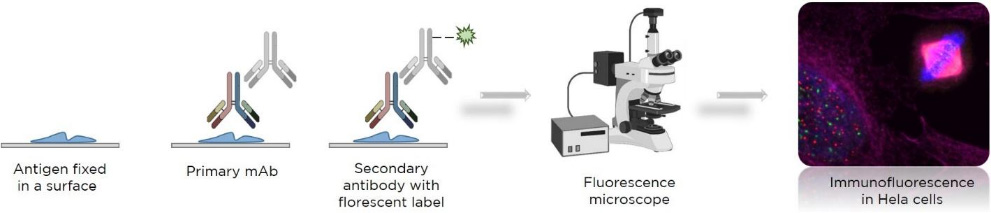 Antigen fixed
in a surface
Primary mAb
Secondary
antibody with
florescent label
Fluorescence
microscope
Immunofluorescence
in Hela cells